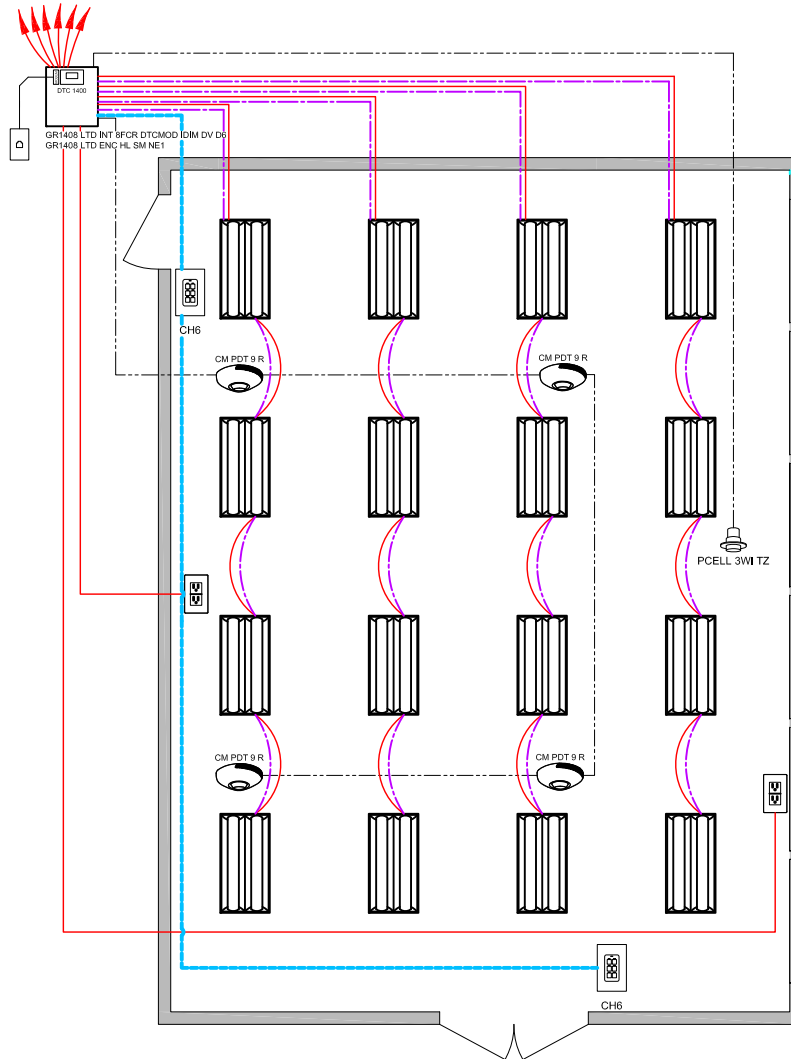 DTC 1400
D
GR1408 LTD INT 8FCR DTCMOD IDIM DV D6
GR1408 LTD ENC HL SM NE1
CH6
CM PDT 9 R
CM PDT 9 R
PCELL 3WI TZ
CM PDT 9 R
CM PDT 9 R
CH6